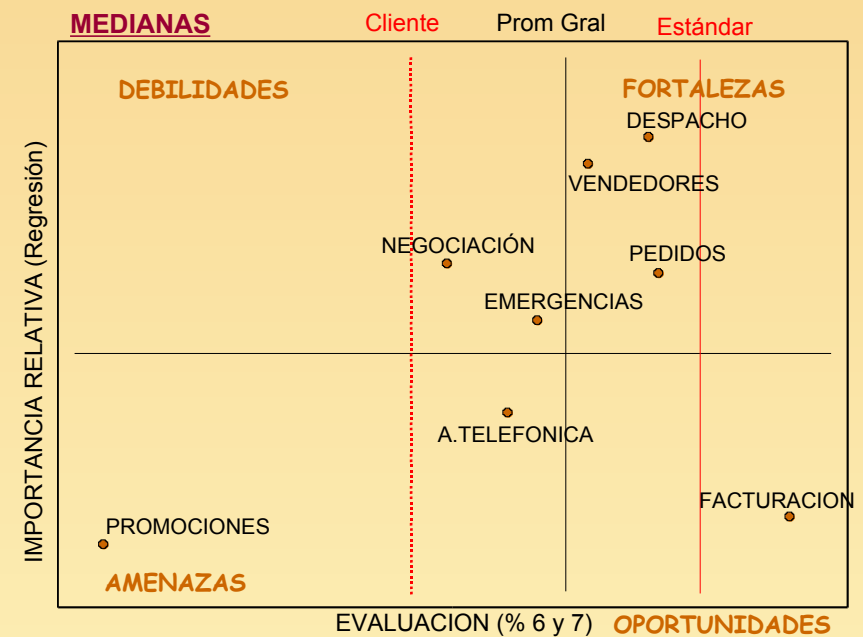 MEDIANAS
Cliente
Prom Gral
Estándar
DEBILIDADES
FORTALEZAS
DESPACHO
VENDEDORES
NEGOCIACIÓN
PEDIDOS
EMERGENCIAS
A.TELEFONICA
FACTURACION
PROMOCIONES
AMENAZAS
IMPORTANCIA RELATIVA (Regresión)
EVALUACION (% 6 y 7)
OPORTUNIDADES